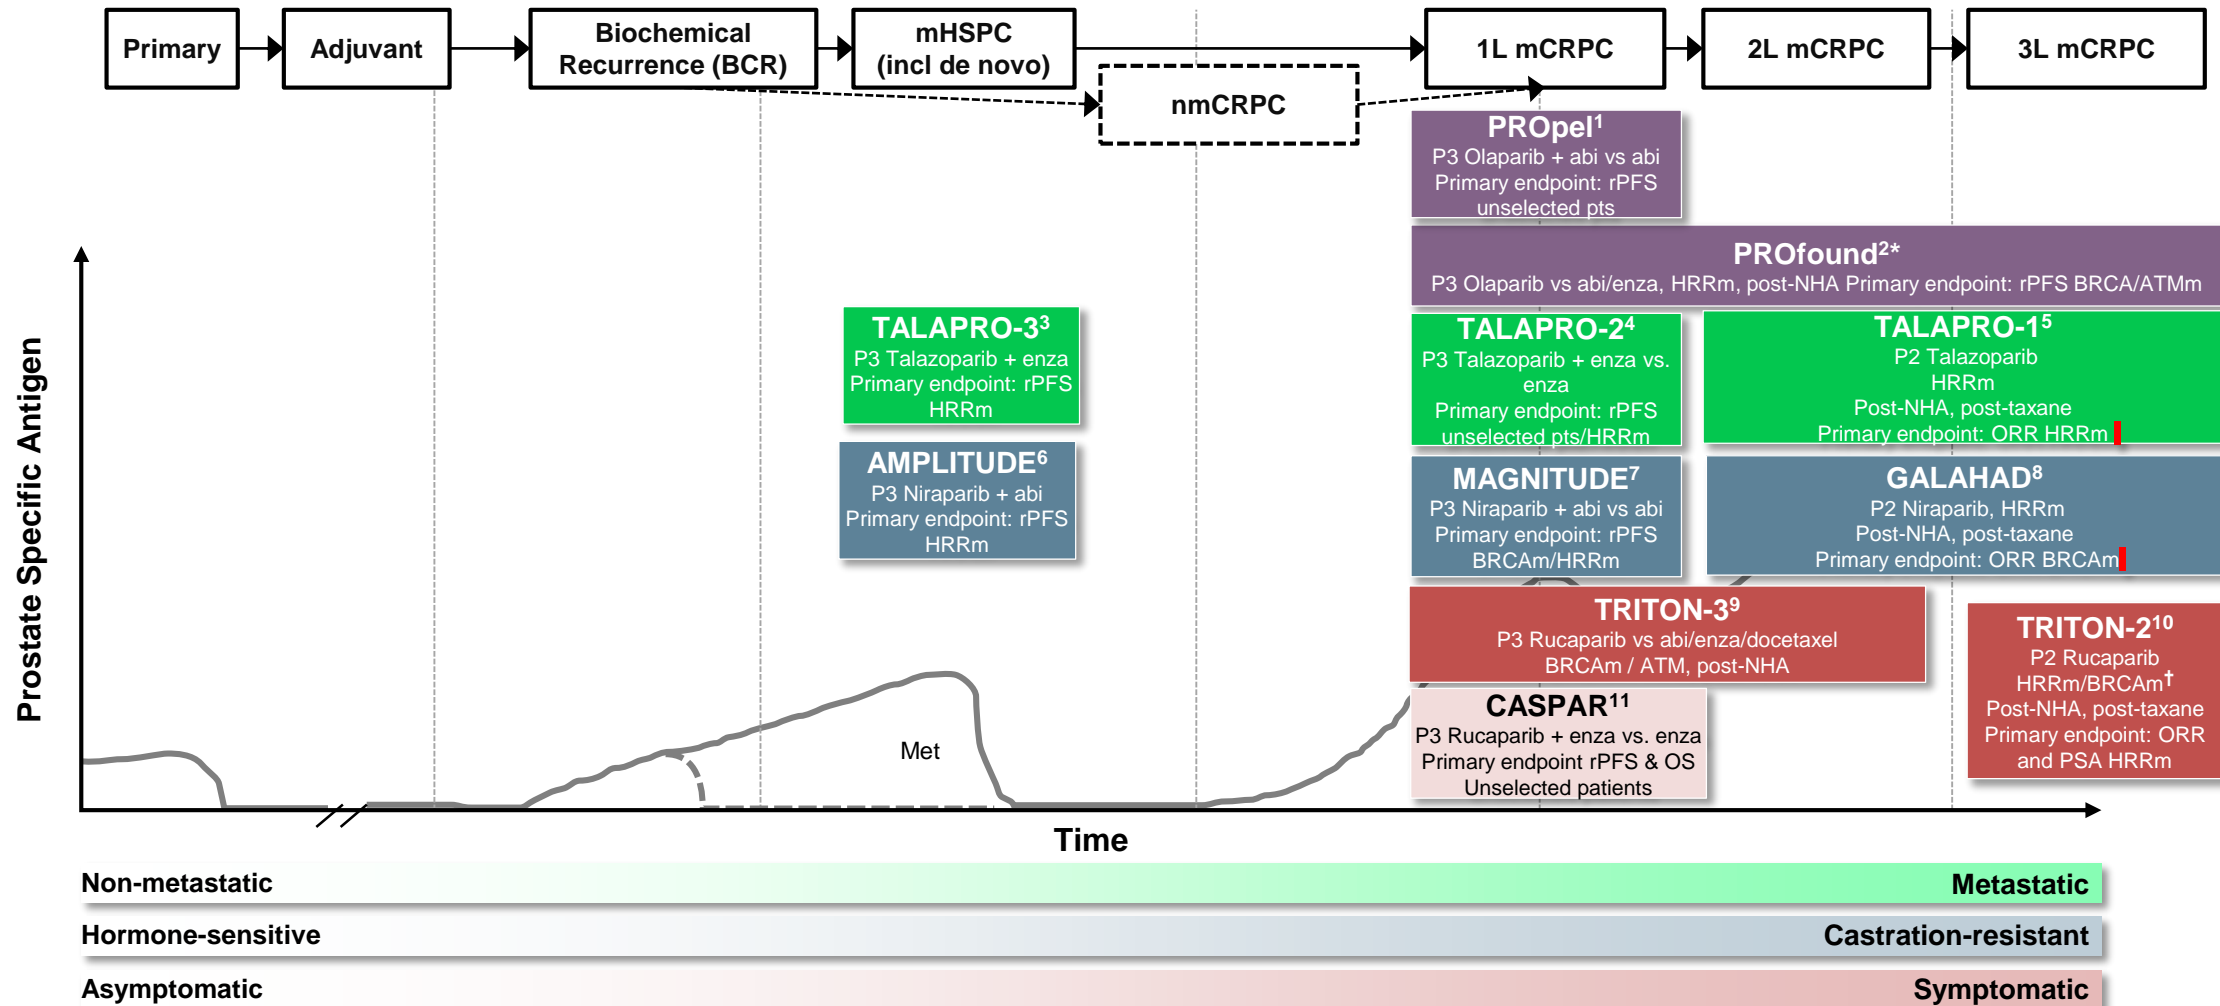 Primary
Adjuvant
Biochemical
Recurrence (BCR)
mHSPC
(incl de novo)
nmCRPC
1L mCRPC
2L mCRPC
3L mCRPC
PROpel¹
P3 Olaparib + abi vs abi
Primary endpoint: rPFS
unselected pts
PROfound²*
P3 Olaparib vs abi/enza, HRRm, post-NHA Primary endpoint: rPFS BRCA/ATMm
TALAPRO-3³
P3 Talazoparib + enza
Primary endpoint: rPFS
HRRm
TALAPRO-2⁴
P3 Talazoparib + enza vs.
enza
Primary endpoint: rPFS
unselected pts/HRRm
TALAPRO-1⁵
P2 Talazoparib
HRRm
Post-NHA, post-taxane
Primary endpoint: ORR HRRm
AMPLITUDE⁶
P3 Niraparib + abi
Primary endpoint: rPFS
HRRm
MAGNITUDE⁷
P3 Niraparib + abi vs abi
Primary endpoint: rPFS
BRCAm/HRRm
GALAHAD⁸
P2 Niraparib, HRRm
Post-NHA, post-taxane
Primary endpoint: ORR BRCAm
TRITON-3⁹
P3 Rucaparib vs abi/enza/docetaxel
BRCAm / ATM, post-NHA
TRITON-2¹⁰
P2 Rucaparib
HRRm/BRCAm†
Post-NHA, post-taxane
Primary endpoint: ORR
and PSA HRRm
CASPAR¹¹
P3 Rucaparib + enza vs. enza
Primary endpoint rPFS & OS
Unselected patients
Met
Prostate Specific Antigen
Time
Non-metastatic
Metastatic
Hormone-sensitive
Castration-resistant
Asymptomatic
Symptomatic